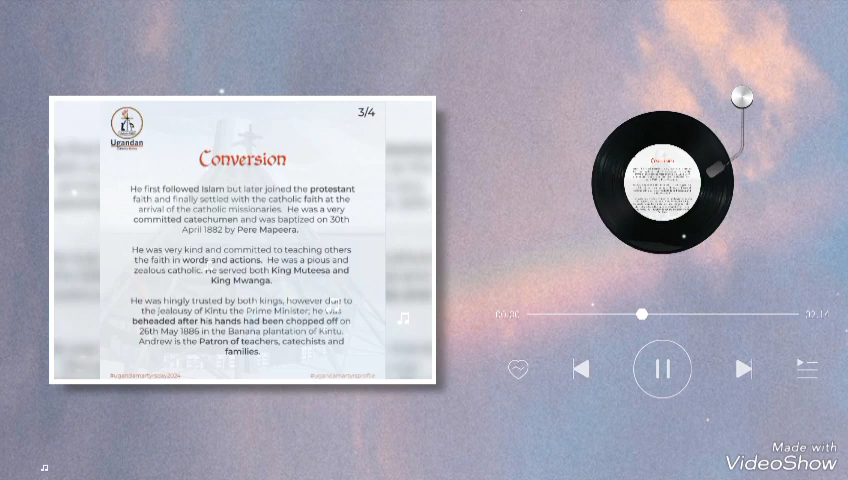 3/4
Ugandan
Conversion
He first followed Islam but later joined the protestant
faith and finally settled with the catholic faith at the
arrival of the catholic missionaries. He was a very
committed catechumen and was baptized on 30th
April 1882 by Pere Mapeera.
He was very kind and committed to teaching others
the faith in words and actions. He was a pious and
zealous catholic. He served both King Muteesa and
King Mwanga.
He was hingly trusted by both kings, however due to
the jealousy of Kintu the Prime Minister; he was
beheaded after his hands had been chopped off on
26th May 1886 in the Banana plantation of Kintu.
Andrew is the Patron of teachers, catechists and
families.
#ugandamartyrsday2024
#ugandamartyrsprofile
00:00
02:14
Made with
VideoShow